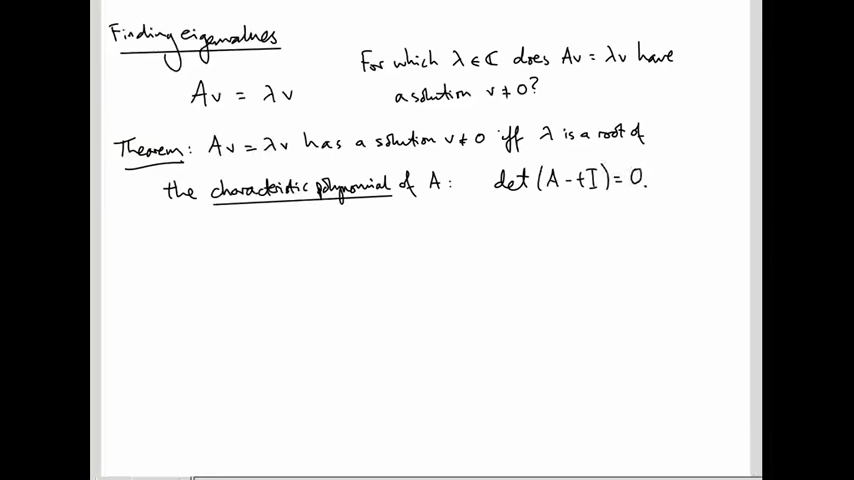 Finding eigenvalues
Av = λv
For which λ ∈ ℂ does Av = λv have
a solution v ≠ 0?
Theorem: Av = λv has a solution v ≠ 0 iff λ is a root of
the characteristic polynomial of A: det(A - tI) = 0.